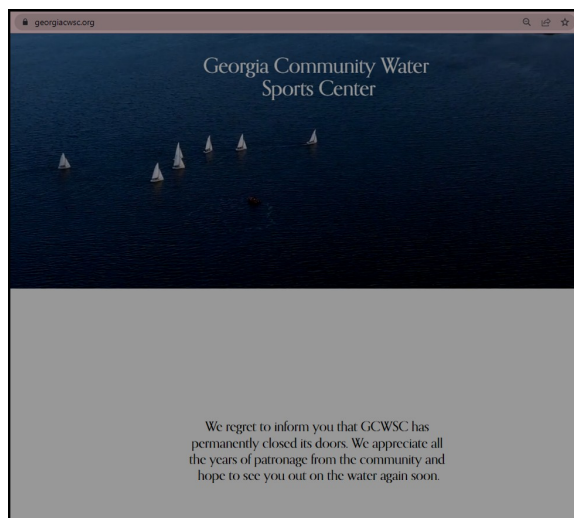 georgiacwsc.org
Georgia Community Water
Sports Center
We regret to inform you that GCWSC has
permanently closed its doors. We appreciate all
the years of patronage from the community and
hope to see you out on the water again soon.